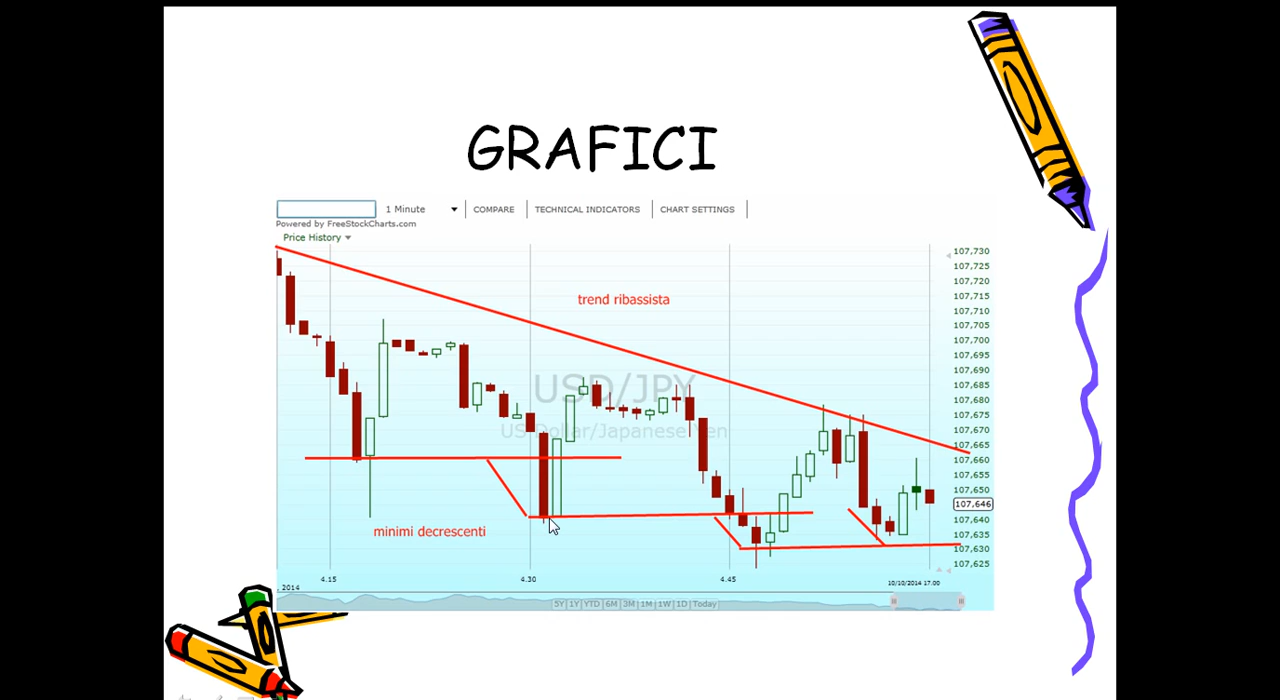 GRAFICI
1 Minute
COMPARE
TECHNICAL INDICATORS
CHART SETTINGS
Powered by FreeStockCharts.com
Price History
trend ribassista
USD/JPY
US Dollar/Japanese Yen
minimi decrescenti
107,730
107,725
107,720
107,715
107,710
107,705
107,700
107,695
107,690
107,685
107,680
107,675
107,670
107,665
107,660
107,655
107,650
107,646
107,640
107,635
107,630
107,625
4.15
4.30
4.45
10/10/2014 17.00
2014
5Y|1Y|YTD|6M|3M|1M|1W|1D|Today